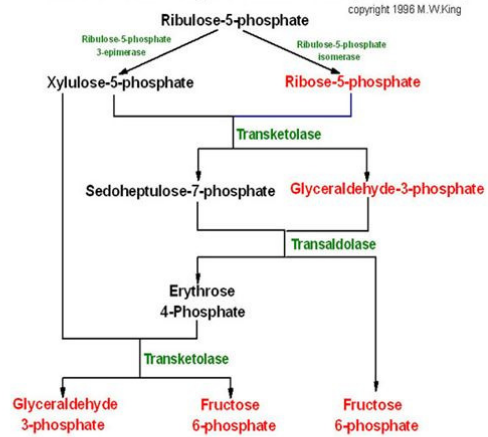 copyright 1996 M.W.King
Ribulose-5-phosphate
Ribulose-5-phosphate
3-epimerase
Ribulose-5-phosphate
isomerase
Xylulose-5-phosphate
Ribose-5-phosphate
Transketolase
Sedoheptulose-7-phosphate
Glyceraldehyde-3-phosphate
Transaldolase
Erythrose
4-Phosphate
Transketolase
Glyceraldehyde
3-phosphate
Fructose
6-phosphate
Fructose
6-phosphate